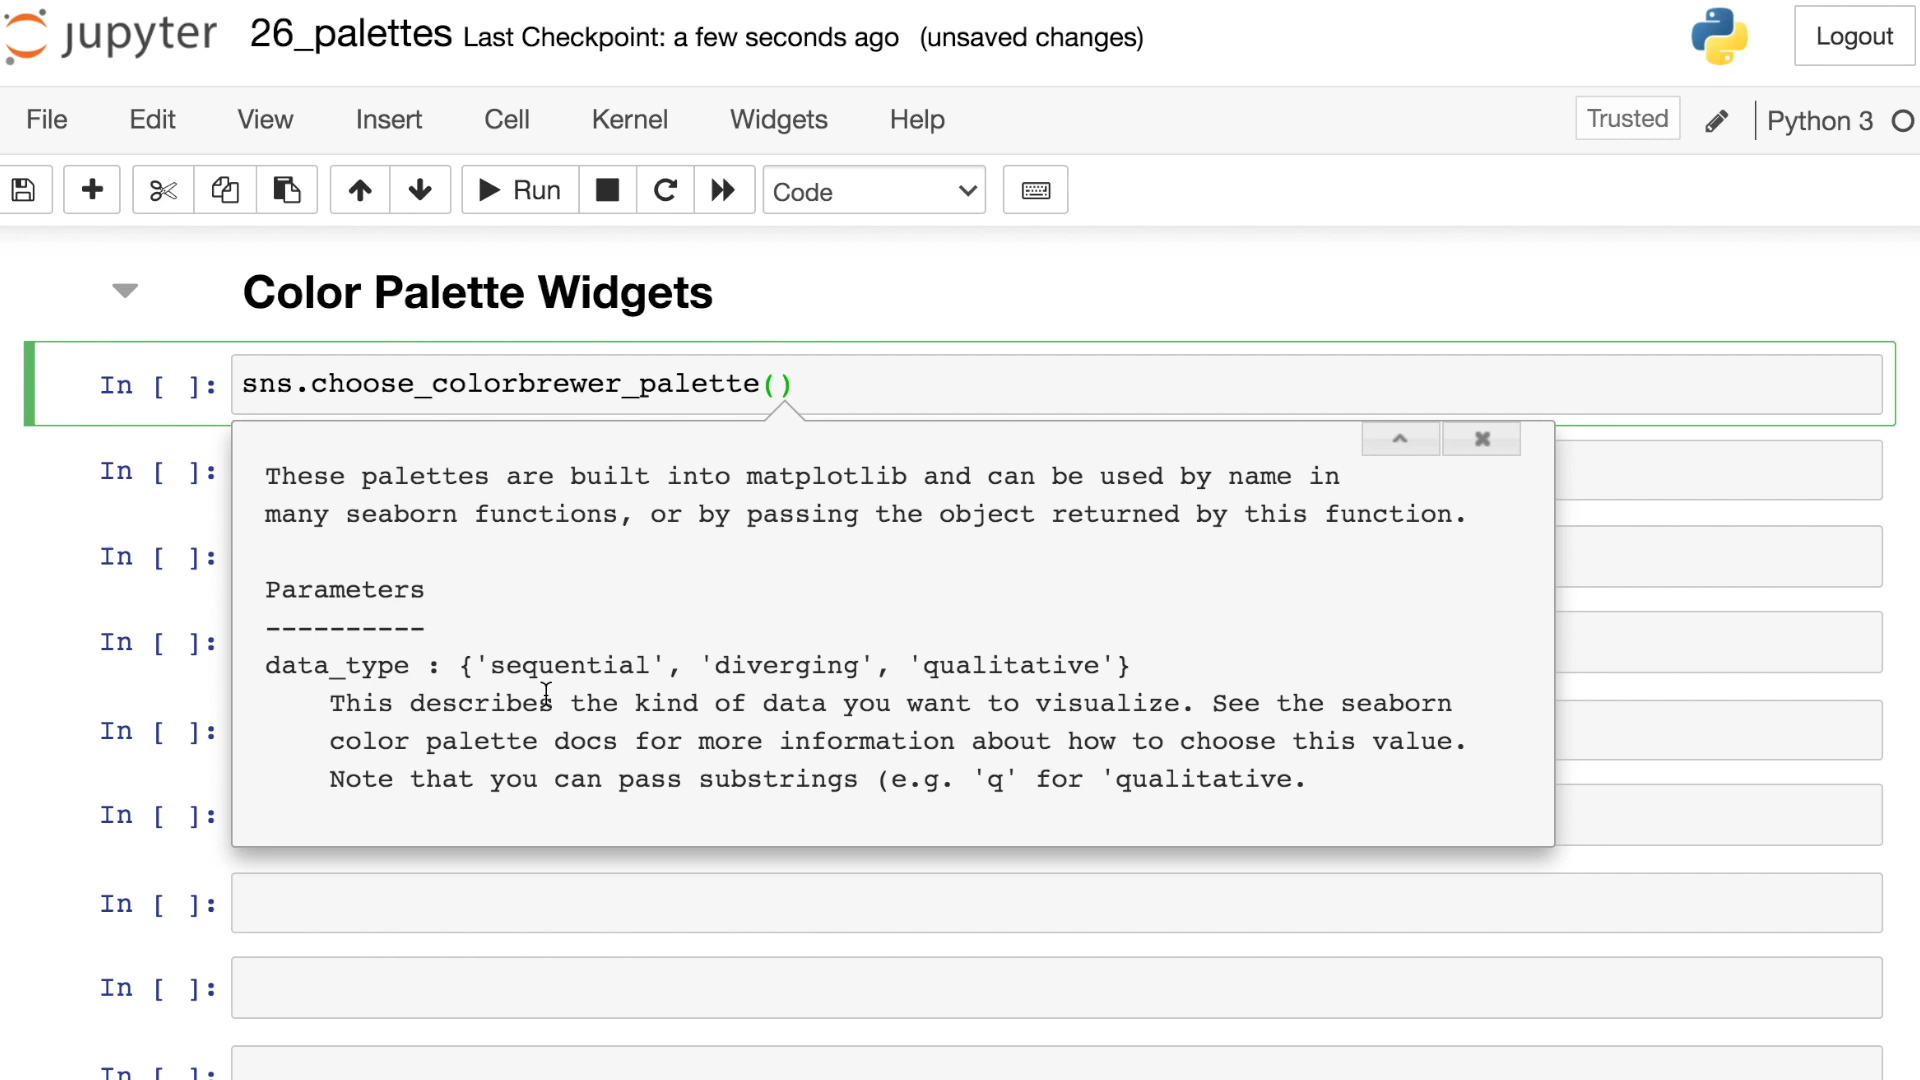 jupyter 26_palettes Last Checkpoint: a few seconds ago (unsaved changes) Logout
File Edit View Insert Cell Kernel Widgets Help Trusted Python 3
Run Code
Color Palette Widgets
In [ ]: sns.choose_colorbrewer_palette()
In [ ]:
These palettes are built into matplotlib and can be used by name in
many seaborn functions, or by passing the object returned by this function.
In [ ]:
Parameters
----------
In [ ]:
data_type : {'sequential', 'diverging', 'qualitative'}
This describes the kind of data you want to visualize. See the seaborn
In [ ]:
color palette docs for more information about how to choose this value.
Note that you can pass substrings (e.g. 'q' for 'qualitative.
In [ ]:
In [ ]:
In [ ]:
In [ ]: